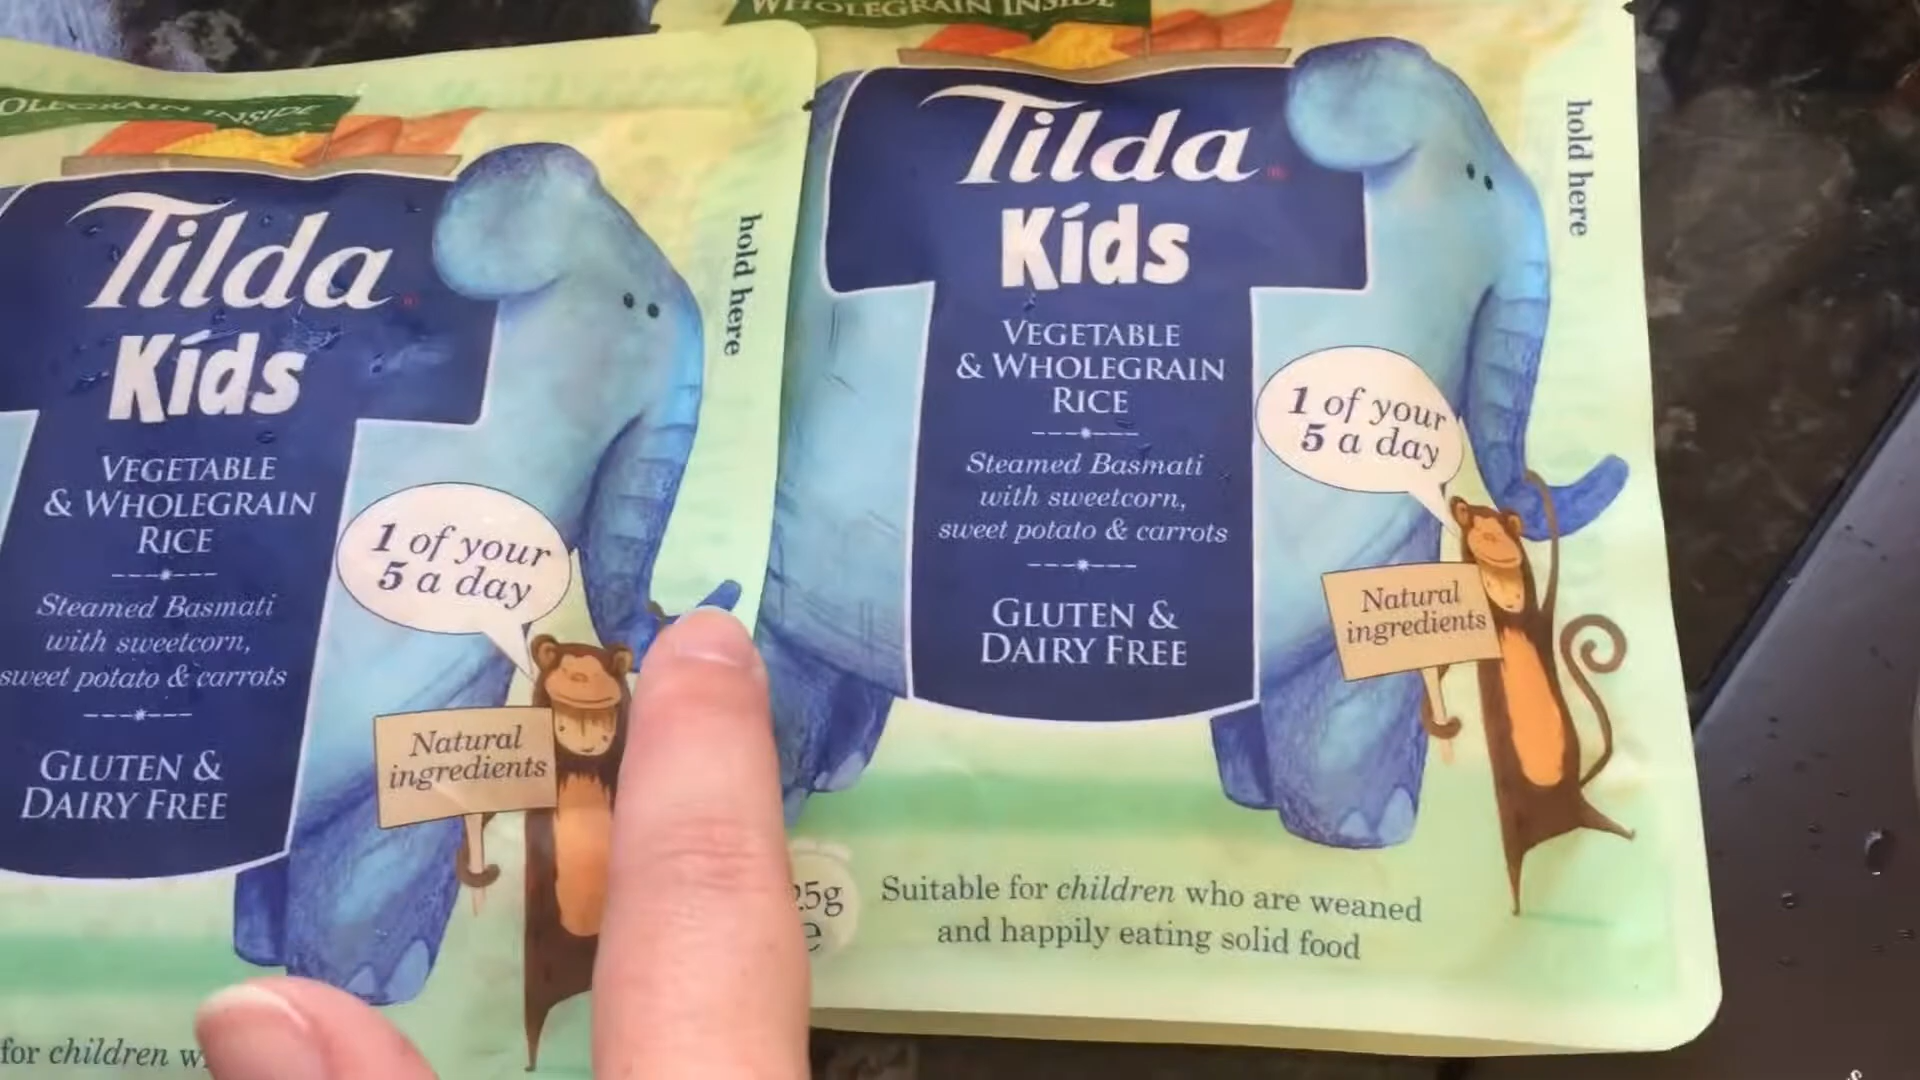 OLEGRAIN INSIDE
Tilda
Kids
VEGETABLE
& WHOLEGRAIN
RICE
Steamed Basmati
with sweetcorn,
sweet potato & carrots
GLUTEN &
DAIRY FREE
1 of your
5 a day
Natural
ingredients
hold here
for children w
WHOLEGRAIN INSIDE
Tilda
Kids
VEGETABLE
& WHOLEGRAIN
RICE
Steamed Basmati
with sweetcorn,
sweet potato & carrots
GLUTEN &
DAIRY FREE
1 of your
5 a day
Natural
ingredients
hold here
25g
e
Suitable for children who are weaned
and happily eating solid food